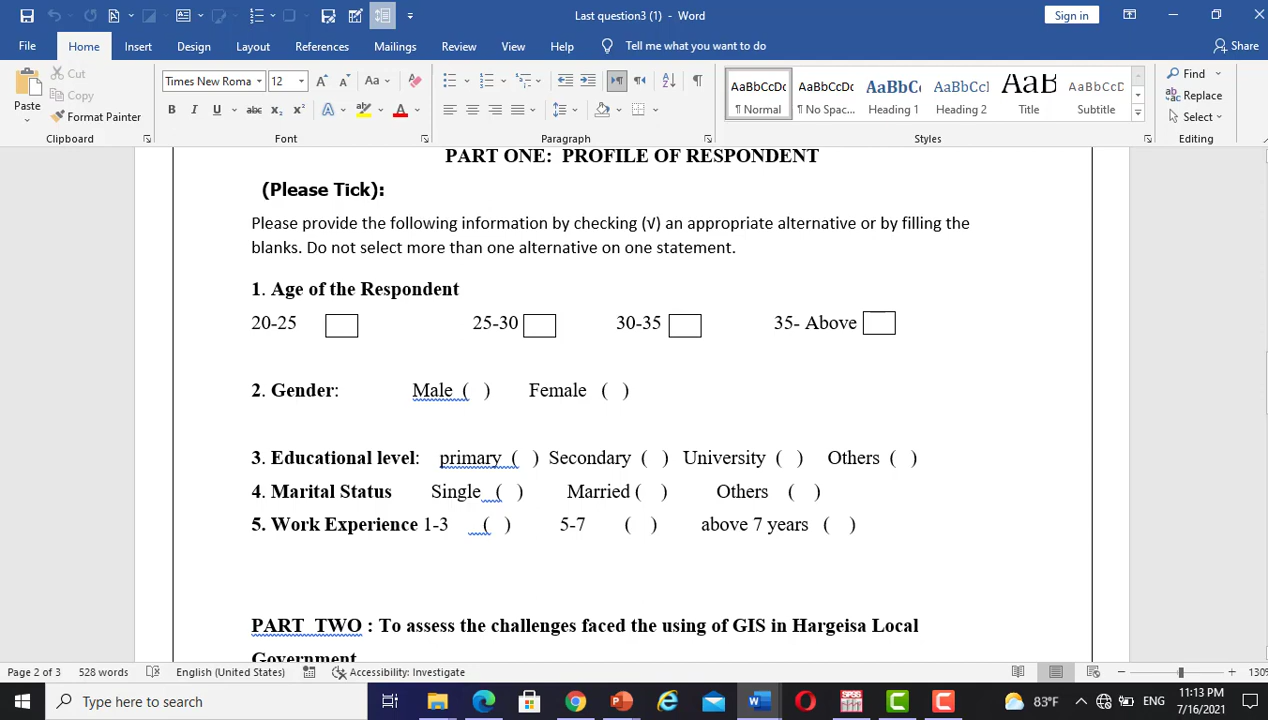 Last question3 (1) - Word
Sign in
File Home Insert Design Layout References Mailings Review View Help Tell me what you want to do Share
Paste
Cut
Copy
Format Painter
Clipboard
Times New Roma 12 Aa
B I U abc x₂ x² A A
Font
Paragraph
AaBbCcDc AaBbCcDc AaBbCc AaBbCcD AaB AaBbCcD
¶ Normal ¶ No Spac... Heading 1 Heading 2 Title Subtitle
Styles
Find
Replace
Select
Editing
PART ONE: PROFILE OF RESPONDENT
(Please Tick):
Please provide the following information by checking (√) an appropriate alternative or by filling the
blanks. Do not select more than one alternative on one statement.
1. Age of the Respondent
20-25 25-30 30-35 35- Above
2. Gender: Male ( ) Female ( )
3. Educational level: primary ( ) Secondary ( ) University ( ) Others ( )
4. Marital Status Single ( ) Married ( ) Others ( )
5. Work Experience 1-3 ( ) 5-7 ( ) above 7 years ( )
PART TWO : To assess the challenges faced the using of GIS in Hargeisa Local
Government
Page 2 of 3 528 words English (United States) Accessibility: Investigate 130%
Type here to search
83°F ENG
11:13 PM
7/16/2021